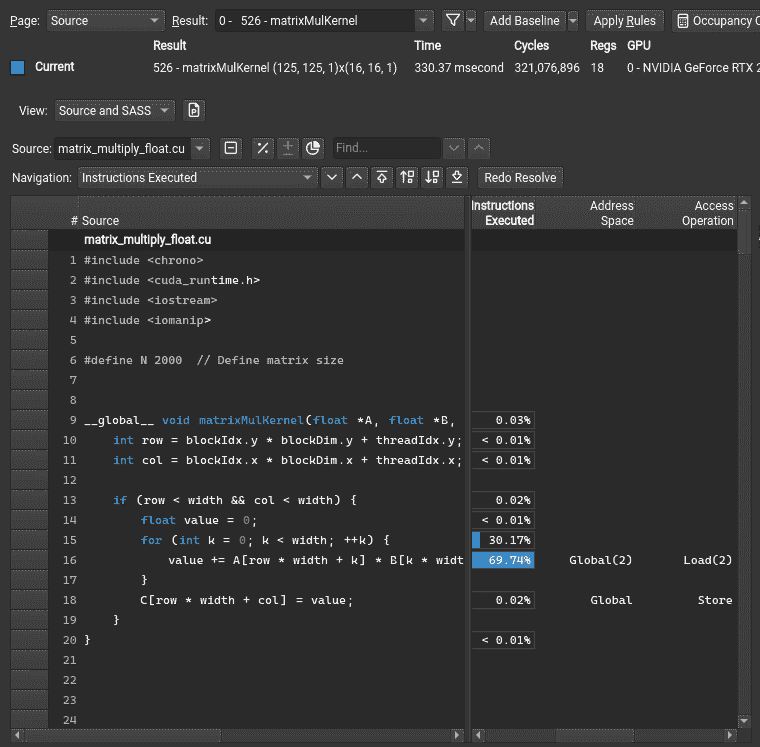 Page: Source Result: 0 - 526 - matrixMulKernel Add Baseline Apply Rules Occupancy C
Result Time Cycles Regs GPU
Current 526 - matrixMulKernel (125, 125, 1)x(16, 16, 1) 330.37 msecond 321,076,896 18 0 - NVIDIA GeForce RTX 2
View: Source and SASS
Source: matrix_multiply_float.cu Find...
Navigation: Instructions Executed Redo Resolve
# Source Instructions Executed Address Space Access Operation
matrix_multiply_float.cu
1 #include <chrono>
2 #include <cuda_runtime.h>
3 #include <iostream>
4 #include <iomanip>
5
6 #define N 2000 // Define matrix size
7
8
9 __global__ void matrixMulKernel(float *A, float *B, 0.03%
10 int row = blockIdx.y * blockDim.y + threadIdx.y; < 0.01%
11 int col = blockIdx.x * blockDim.x + threadIdx.x; < 0.01%
12
13 if (row < width && col < width) { 0.02%
14 float value = 0; < 0.01%
15 for (int k = 0; k < width; ++k) { 30.17%
16 value += A[row * width + k] * B[k * widt 69.74% Global(2) Load(2)
17 }
18 C[row * width + col] = value; 0.02% Global Store
19 }
20 } < 0.01%
21
22
23
24